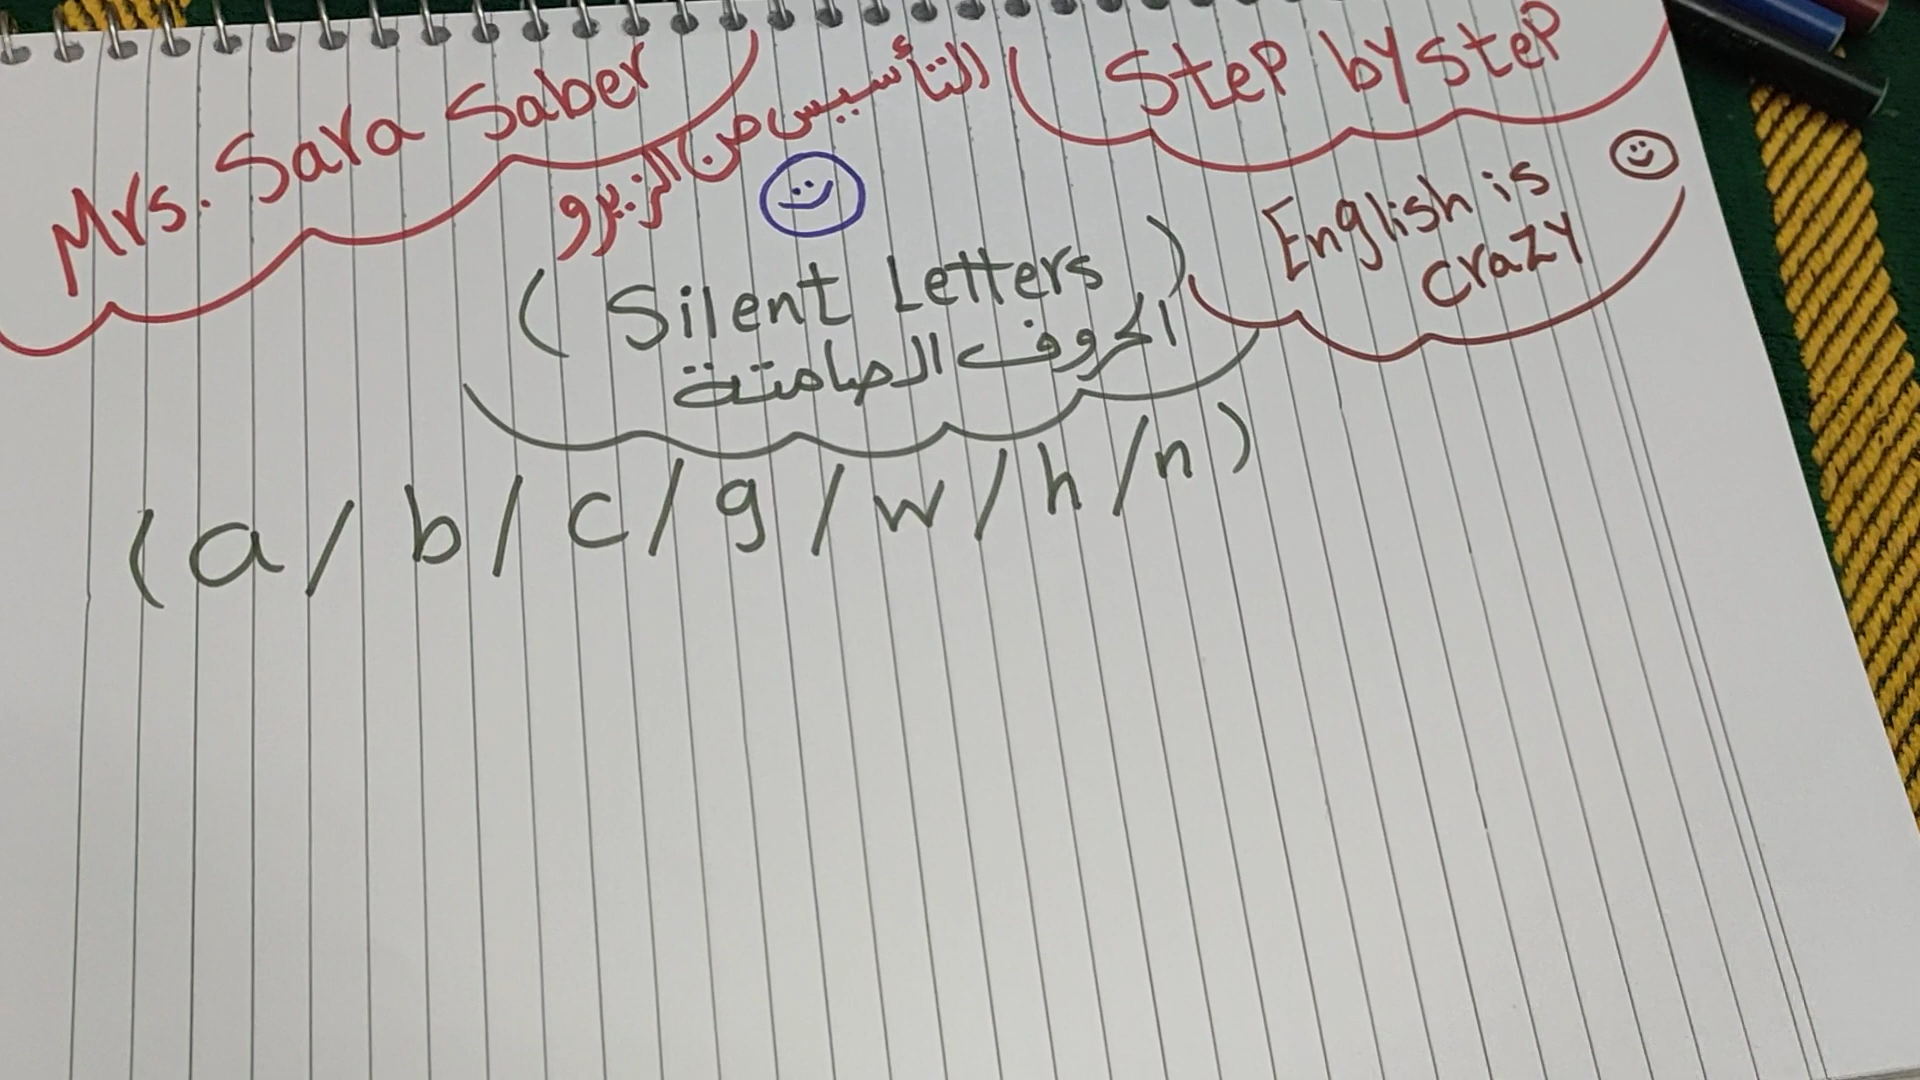 Mrs. Sara Saber
التأسيس من الزيرو
Step by step
English is
crazy
( Silent Letters )
الحروف الصامتة
(a/ b/ c/ g/ w/ h/n)